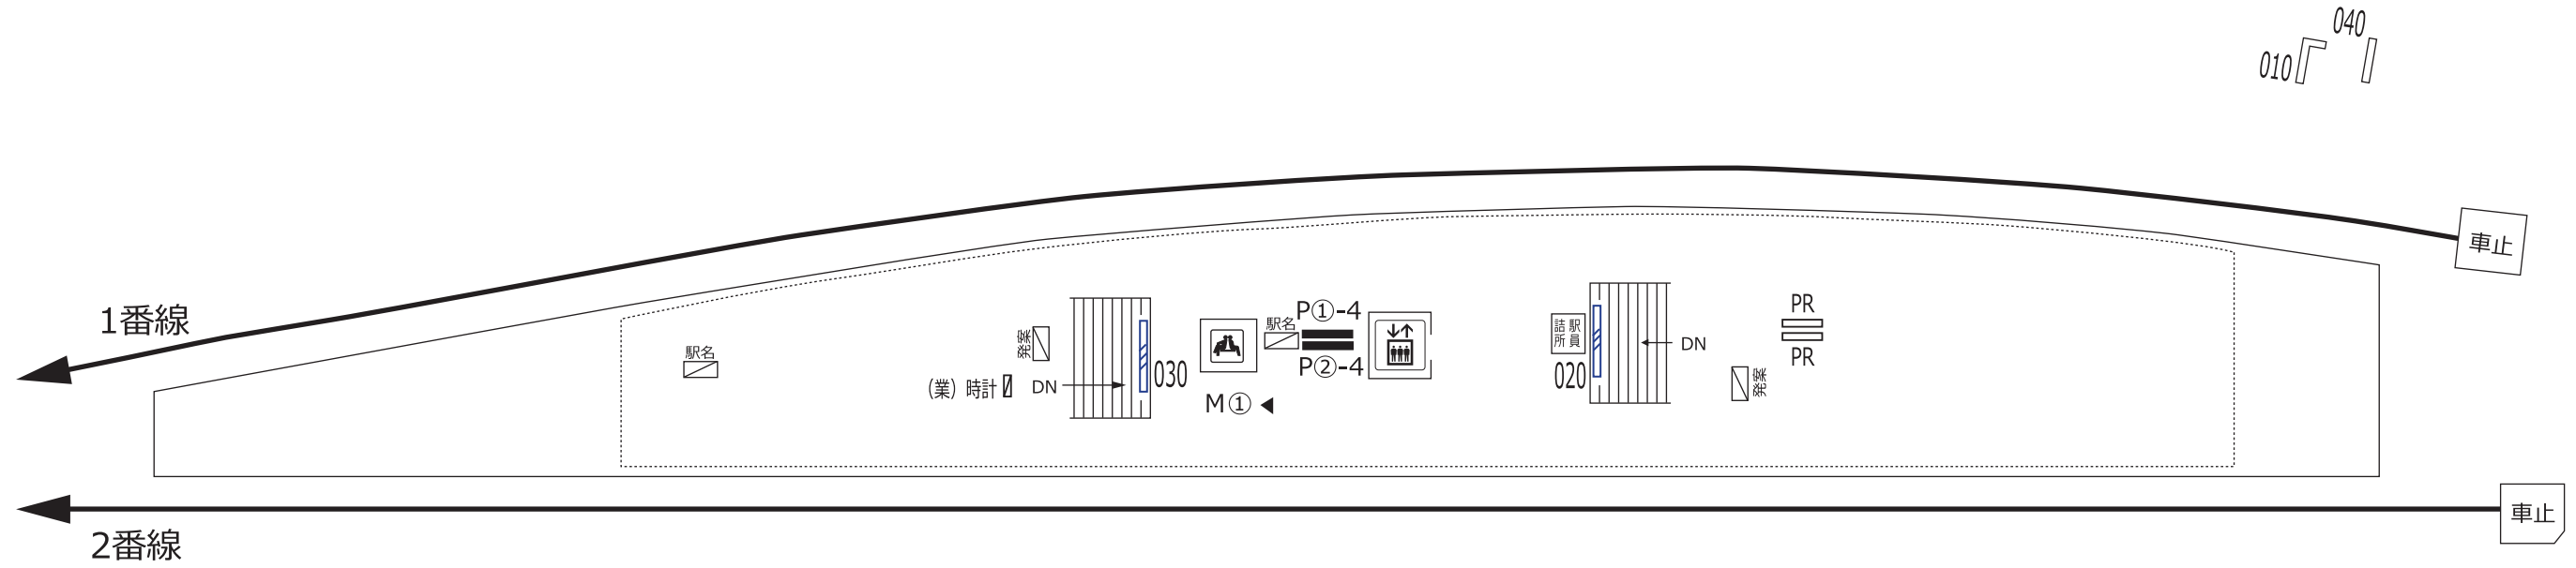 040
010
車止
1番線
駅名
発案
(業) 時計
DN
030
駅名
P①-4
P②-4
M①
駅員
詰所
020
DN
発案
PR
PR
車止
2番線